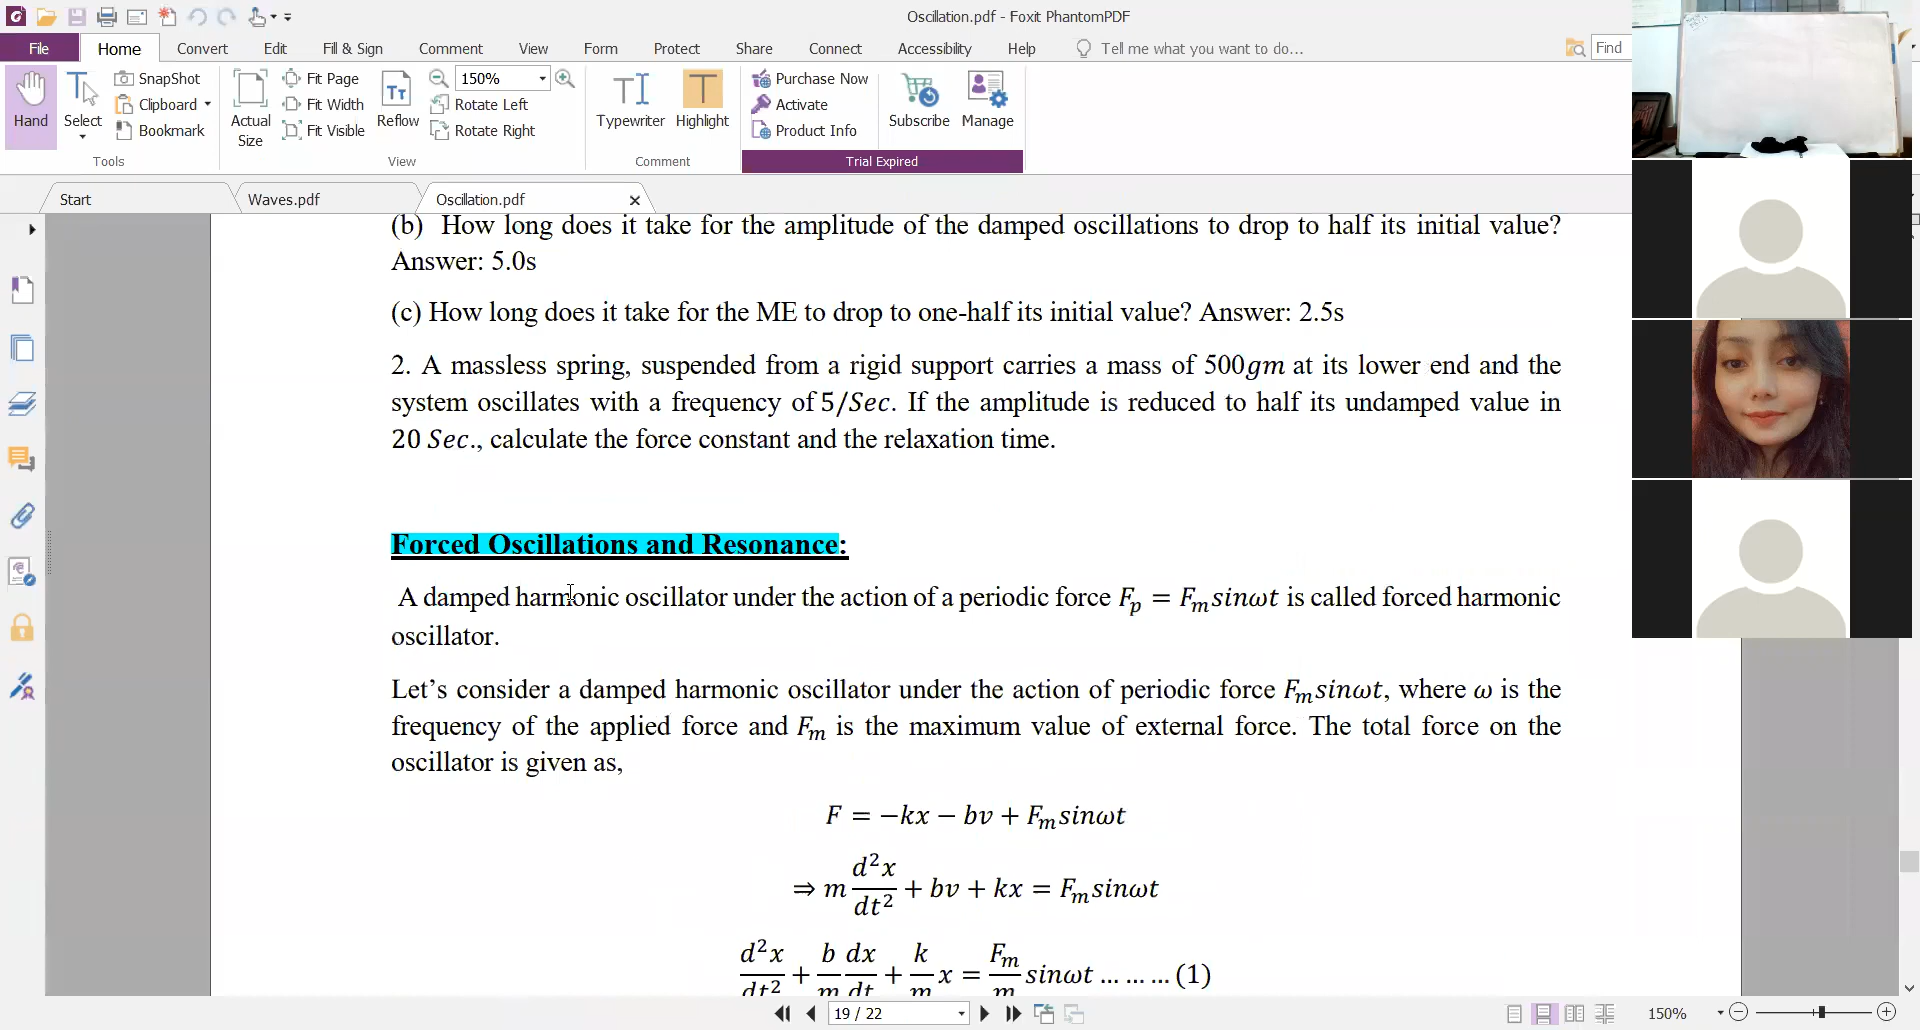 Oscillation.pdf - Foxit PhantomPDF
File Home Convert Edit Fill & Sign Comment View Form Protect Share Connect Accessibility Help Tell me what you want to do... Find
Hand Select SnapShot Clipboard Bookmark
Tools
Actual Size Fit Page Fit Width Fit Visible Reflow 150% Rotate Left Rotate Right
View
Typewriter Highlight
Comment
Purchase Now Activate Product Info Subscribe Manage
Trial Expired
Start Waves.pdf Oscillation.pdf
(b) How long does it take for the amplitude of the damped oscillations to drop to half its initial value?
Answer: 5.0s
(c) How long does it take for the ME to drop to one-half its initial value? Answer: 2.5s
2. A massless spring, suspended from a rigid support carries a mass of 500gm at its lower end and the
system oscillates with a frequency of 5/Sec. If the amplitude is reduced to half its undamped value in
20 Sec., calculate the force constant and the relaxation time.
Forced Oscillations and Resonance:
A damped harmonic oscillator under the action of a periodic force Fₚ = Fₘsinωt is called forced harmonic
oscillator.
Let’s consider a damped harmonic oscillator under the action of periodic force Fₘsinωt, where ω is the
frequency of the applied force and Fₘ is the maximum value of external force. The total force on the
oscillator is given as,
F = −kx − bv + Fₘsinωt
⇒ m d²x/dt² + bv + kx = Fₘsinωt
d²x/dt² + b/m dx/dt + k/m x = Fₘ/m sinωt … … … (1)
19 / 22
150%